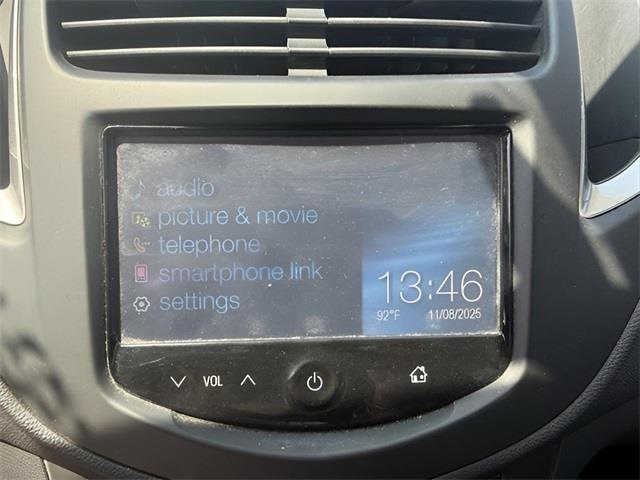 audio
picture & movie
telephone
smartphone link
settings
13:46
92°F 11/08/2025
VOL